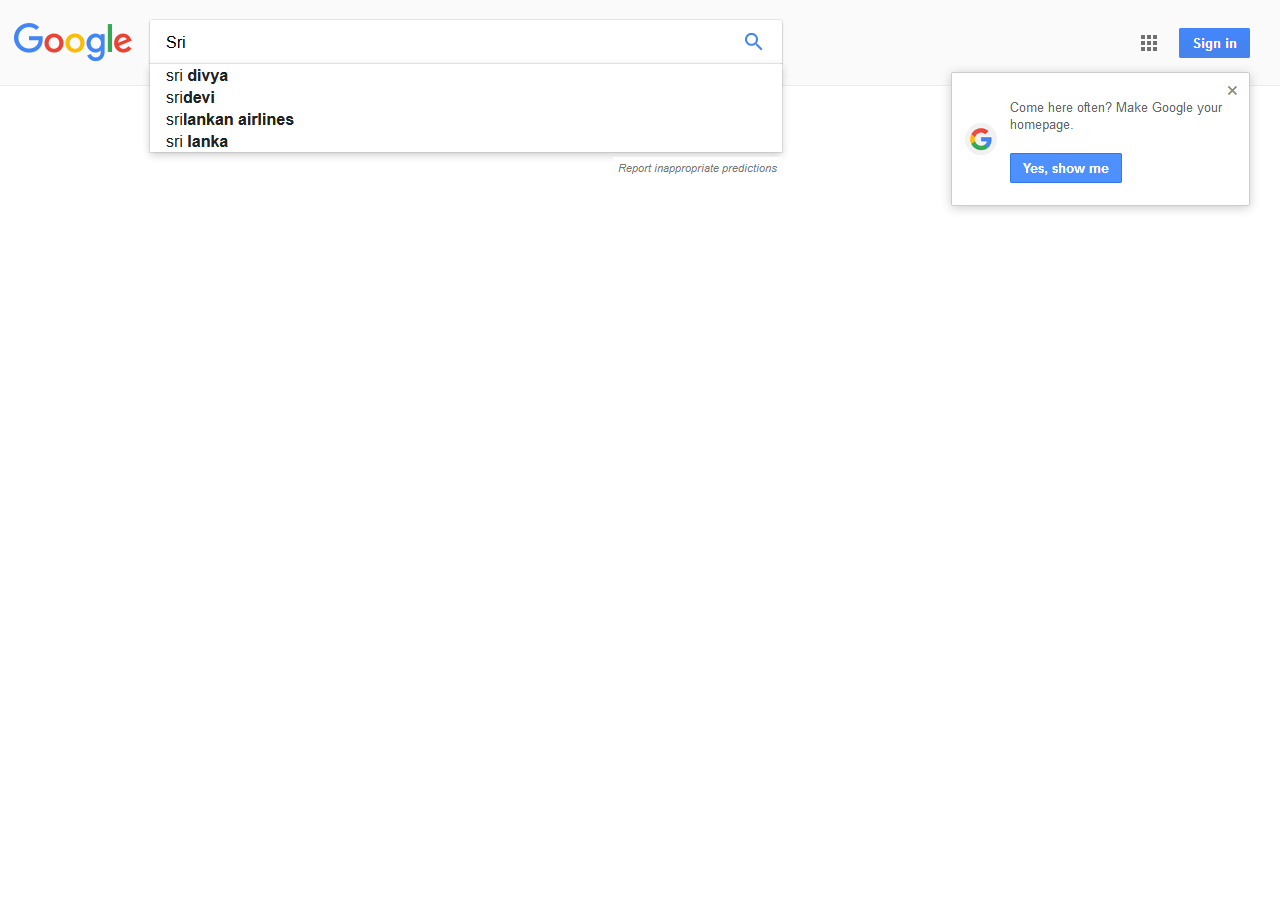 Google
Sri
Sign in
sri divya
sridevi
srilankan airlines
sri lanka
Report inappropriate predictions
Come here often? Make Google your
homepage.
Yes, show me